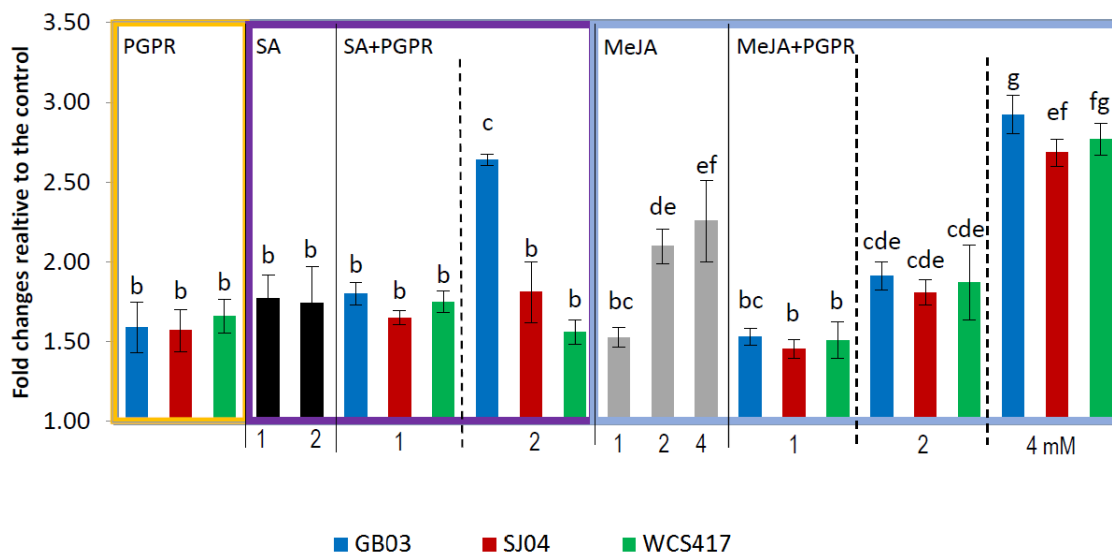 Fold changes realtive to the control
3.50
3.00
2.50
2.00
1.50
1.00
PGPR
SA
SA+PGPR
MeJA
MeJA+PGPR
b b b
b b
b b b
c b b
bc de ef
bc b b
cde cde cde
g ef fg
1 2 1 2 1 2 4 1 2 4 mM
GB03 SJ04 WCS417